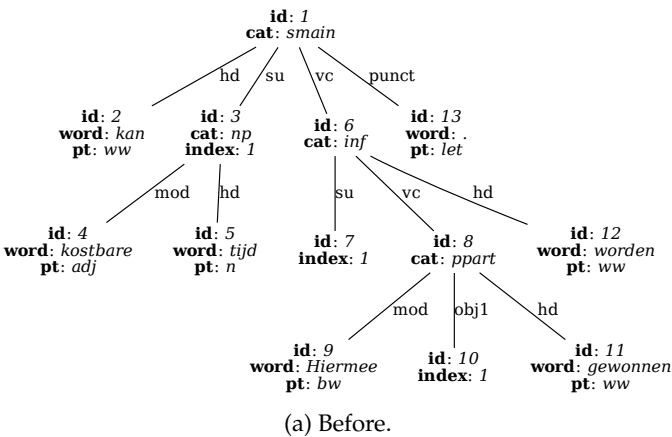 id: 1
cat: smain
hd
su
vc
punct
id: 2
word: kan
pt: ww
id: 3
cat: np
index: 1
id: 6
cat: inf
id: 13
word: .
pt: let
mod
hd
su
vc
hd
id: 4
word: kostbare
pt: adj
id: 5
word: tijd
pt: n
id: 7
index: 1
id: 8
cat: ppart
id: 12
word: worden
pt: ww
mod
obj1
hd
id: 9
word: Hiermee
pt: bw
id: 10
index: 1
id: 11
word: gewonnen
pt: ww
(a) Before.